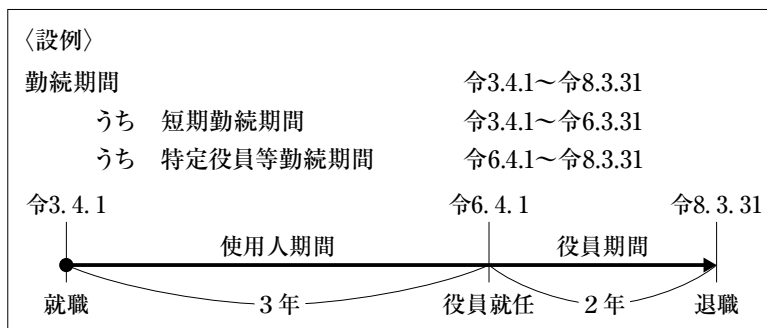 〈設例〉
勤続期間 令3.4.1～令8.3.31
うち 短期勤続期間 令3.4.1～令6.3.31
うち 特定役員等勤続期間 令6.4.1～令8.3.31
令3.4.1 令6.4.1 令8.3.31
使用人期間 役員期間
就職 3年 役員就任 2年 退職